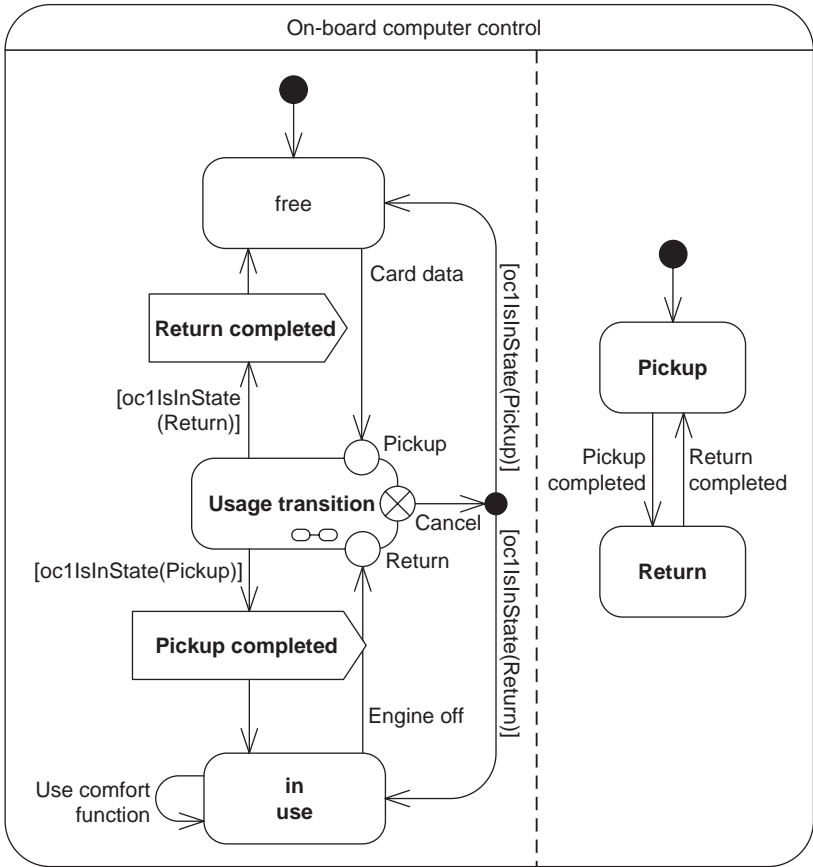 On-board computer control
free
Card data
Return completed
[oc1IsInState
(Return)]
Pickup
Usage transition
Cancel
Return
[oc1IsInState(Pickup)]
Pickup completed
Engine off
Use comfort
function
in
use
[oc1IsInState(Pickup)]
[oc1IsInState(Return)]
Pickup
Pickup
completed
Return
completed
Return